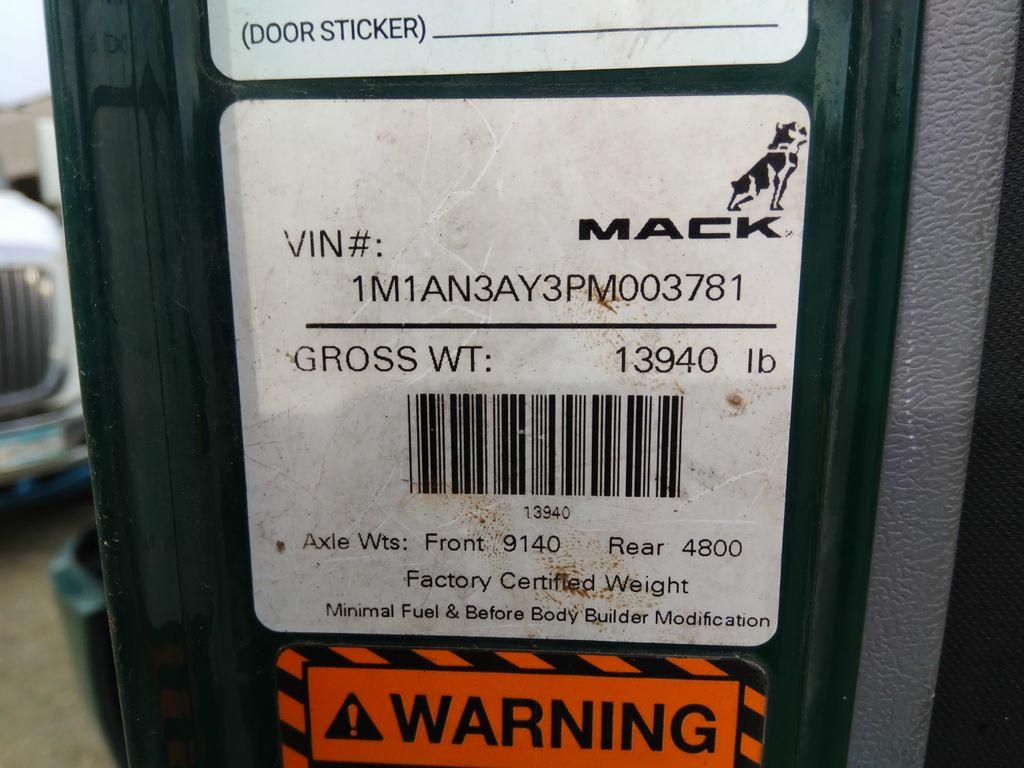 (DOOR STICKER)
MACK
VIN#:
1M1AN3AY3PM003781
GROSS WT: 13940 lb
13940
Axle Wts: Front 9140 Rear 4800
Factory Certified Weight
Minimal Fuel & Before Body Builder Modification
WARNING